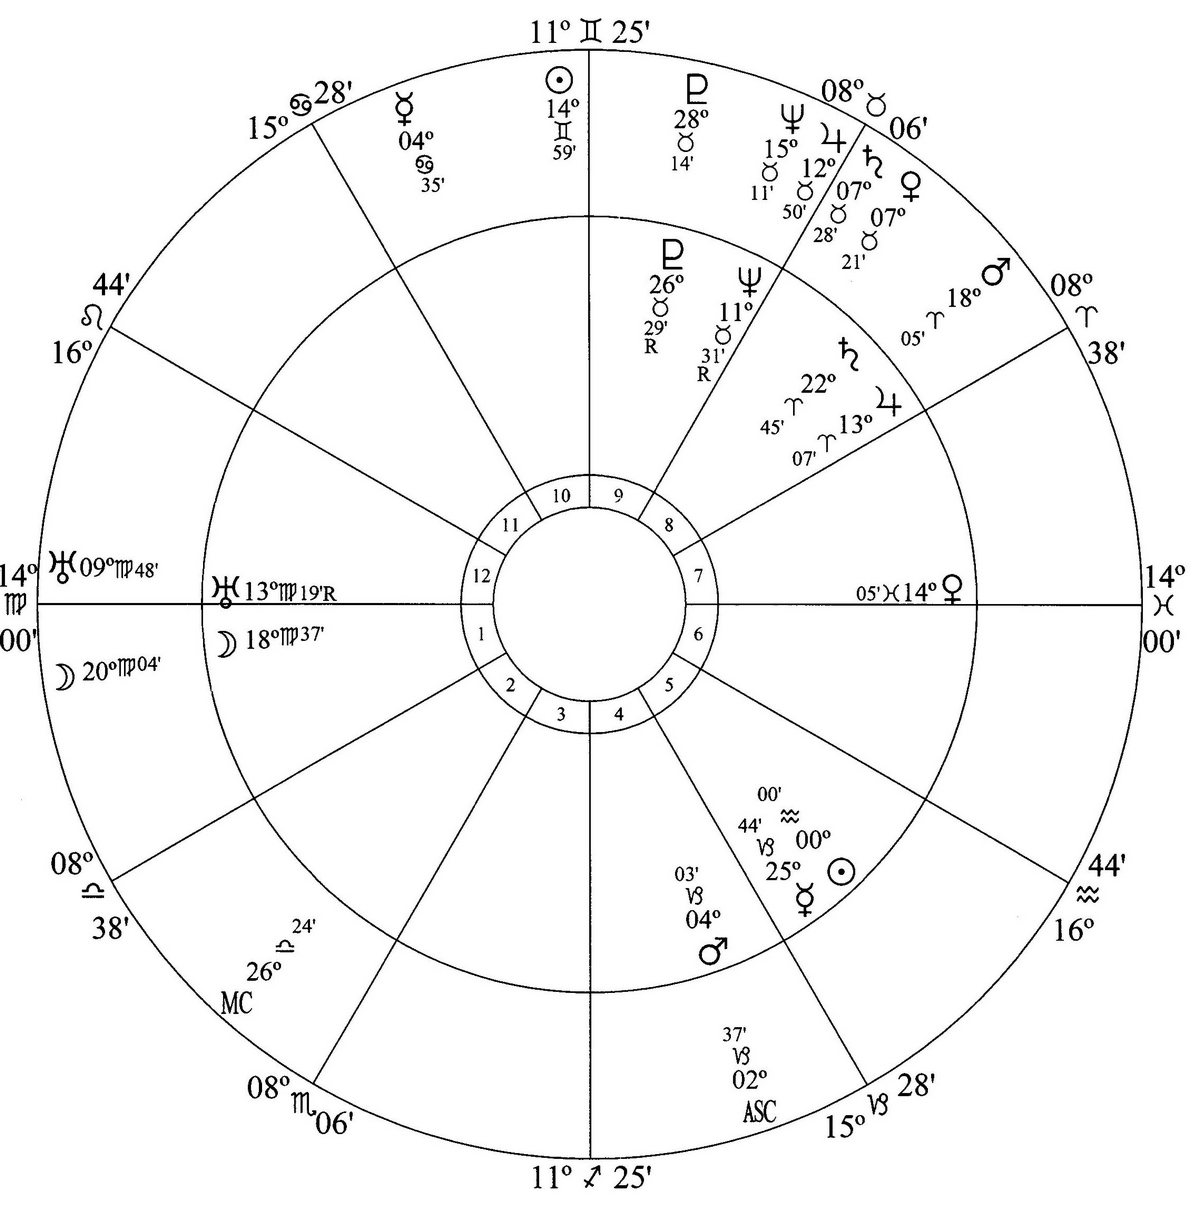 11° ♊ 25'
08° ♉ 06'
08° ♈ 38'
14° ♓ 00'
44' ♒ 16°
28' ♑ 15°
11° ♐ 25'
08° ♏ 06'
08° ♎ 38'
14° ♍ 00'
44' ♌ 16°
15° ♋ 28'
☿ 04° ♋ 35'
☉ 14° ♊ 59'
♇ 28° ♉ 14'
♆ 15° ♉ 11'
♃ 12° ♉ 50'
♄ 07° ♉ 28'
♀ 07° ♉ 21'
♂ 18° ♈ 05'
♅ 09° ♍ 48'
☽ 20° ♍ 04'
MC 26° ♎ 24'
37' ♑ 02° ASC
♇ 26° ♉ 29' R
♆ 11° ♉ 31' R
♄ 22° ♈ 45'
♃ 13° ♈ 07'
05' ♓ 14° ♀
♅ 13° ♍ 19' R
☽ 18° ♍ 37'
00' ♒ 00° ☉
44' ♑ 25° ☿
03' ♑ 04° ♂
10
9
11
8
12
7
1
6
2
5
3
4